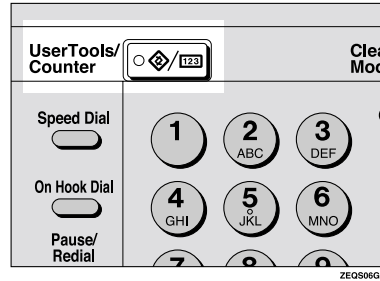 UserTools/
Counter
/123
Speed Dial
On Hook Dial
Pause/
Redial
1
2
ABC
3
DEF
4
GHI
5
JKL
6
MNO
ZEQS06G